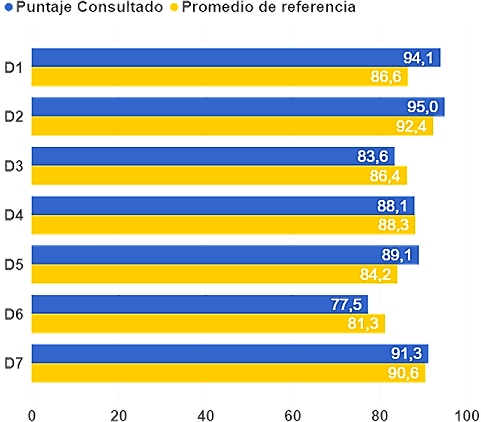 Puntaje Consultado Promedio de referencia
D1 94,1
86,6
D2 95,0
92,4
D3 83,6
86,4
D4 88,1
88,3
D5 89,1
84,2
D6 77,5
81,3
D7 91,3
90,6
0 20 40 60 80 100